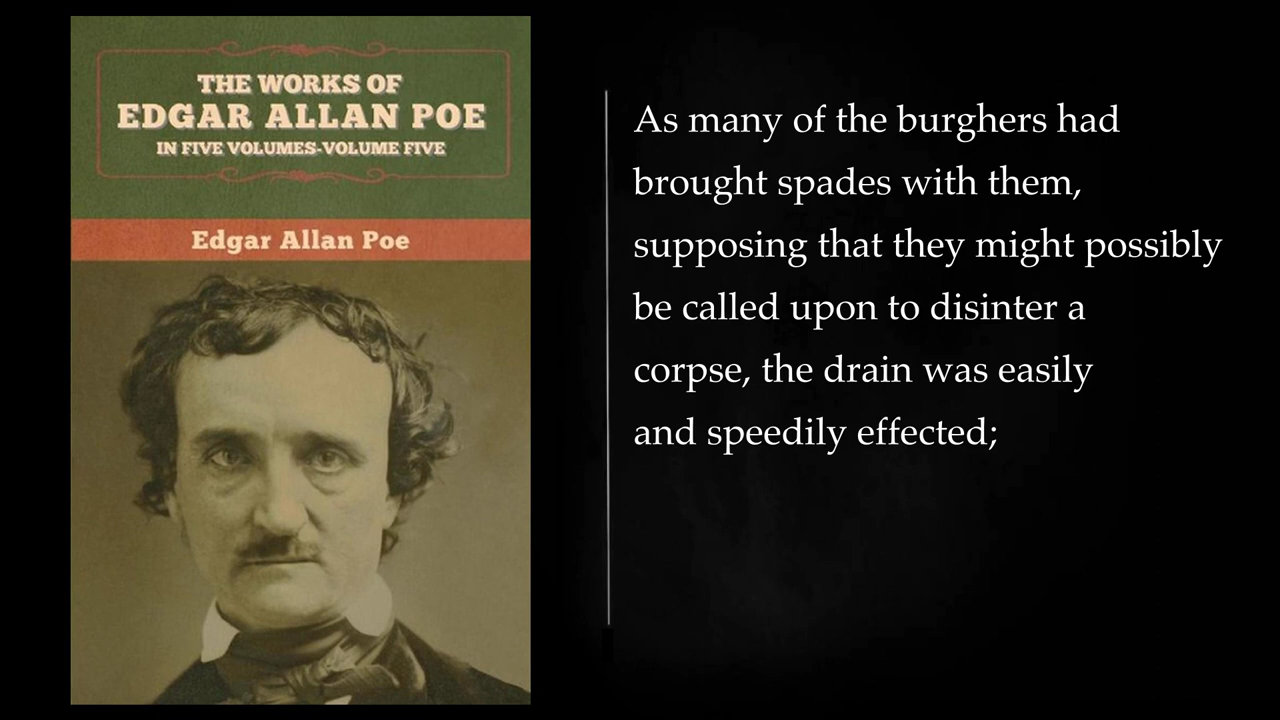 THE WORKS OF
EDGAR ALLAN POE
IN FIVE VOLUMES-VOLUME FIVE
Edgar Allan Poe
As many of the burghers had
brought spades with them,
supposing that they might possibly
be called upon to disinter a
corpse, the drain was easily
and speedily effected;